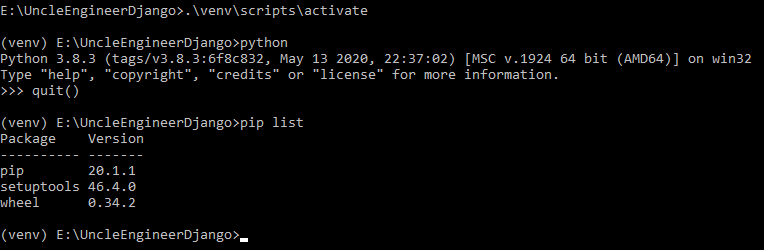 E:\UncleEngineerDjango>.\venv\scripts\activate
(venv) E:\UncleEngineerDjango>python
Python 3.8.3 (tags/v3.8.3:6f8c832, May 13 2020, 22:37:02) [MSC v.1924 64 bit (AMD64)] on win32
Type "help", "copyright", "credits" or "license" for more information.
>>> quit()
(venv) E:\UncleEngineerDjango>pip list
Package    Version
---------- -------
pip        20.1.1
setuptools 46.4.0
wheel      0.34.2
(venv) E:\UncleEngineerDjango>